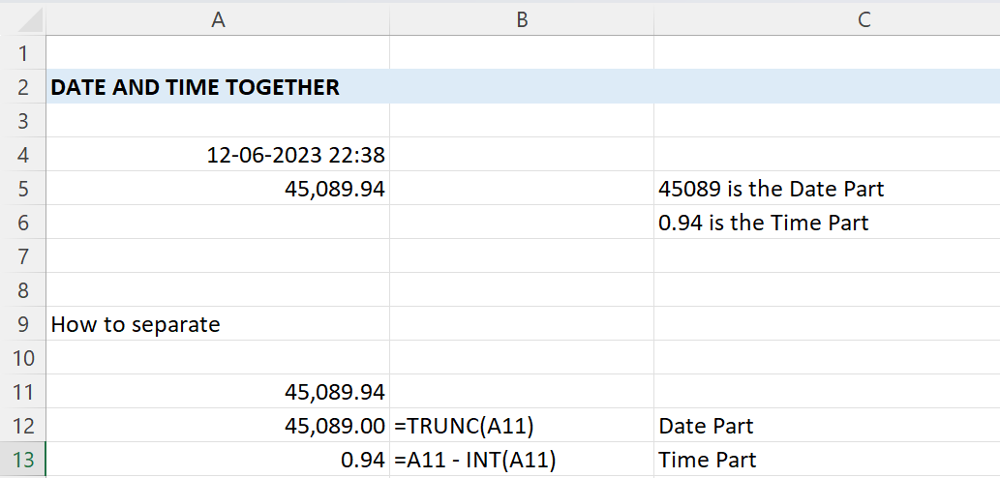 A B C
1
2 DATE AND TIME TOGETHER
3
4 12-06-2023 22:38
5 45,089.94 45089 is the Date Part
6 0.94 is the Time Part
7
8
9 How to separate
10
11 45,089.94
12 45,089.00 =TRUNC(A11) Date Part
13 0.94 =A11 - INT(A11) Time Part